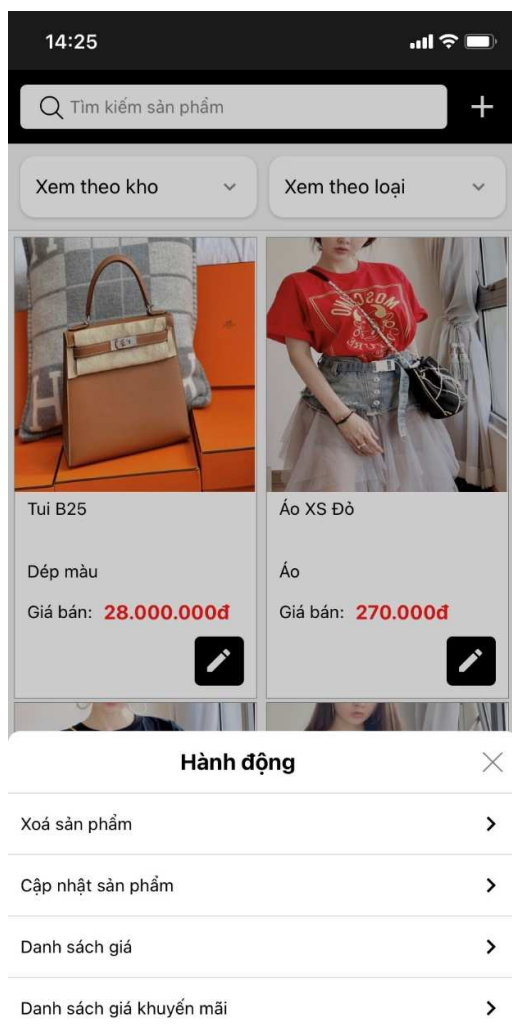 14:25
Tìm kiếm sản phẩm
Xem theo kho
Xem theo loại
Tui B25
Áo XS Đỏ
Dép màu
Áo
Giá bán: 28.000.000đ
Giá bán: 270.000đ
Hành động
Xoá sản phẩm
Cập nhật sản phẩm
Danh sách giá
Danh sách giá khuyến mãi